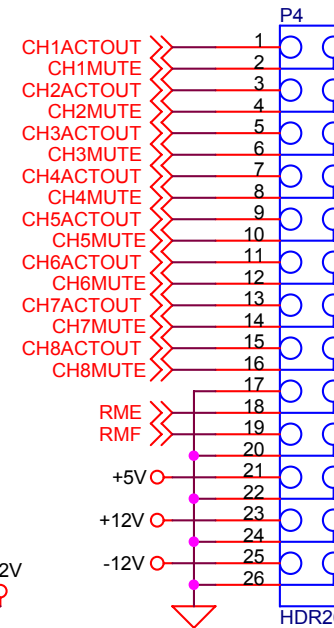 P4
CH1ACTOUT 1
CH1MUTE 2
CH2ACTOUT 3
CH2MUTE 4
CH3ACTOUT 5
CH3MUTE 6
CH4ACTOUT 7
CH4MUTE 8
CH5ACTOUT 9
CH5MUTE 10
CH6ACTOUT 11
CH6MUTE 12
CH7ACTOUT 13
CH7MUTE 14
CH8ACTOUT 15
CH8MUTE 16
17
RME 18
RMF 19
20
+5V 21
22
+12V 23
24
-12V 25
2V
26